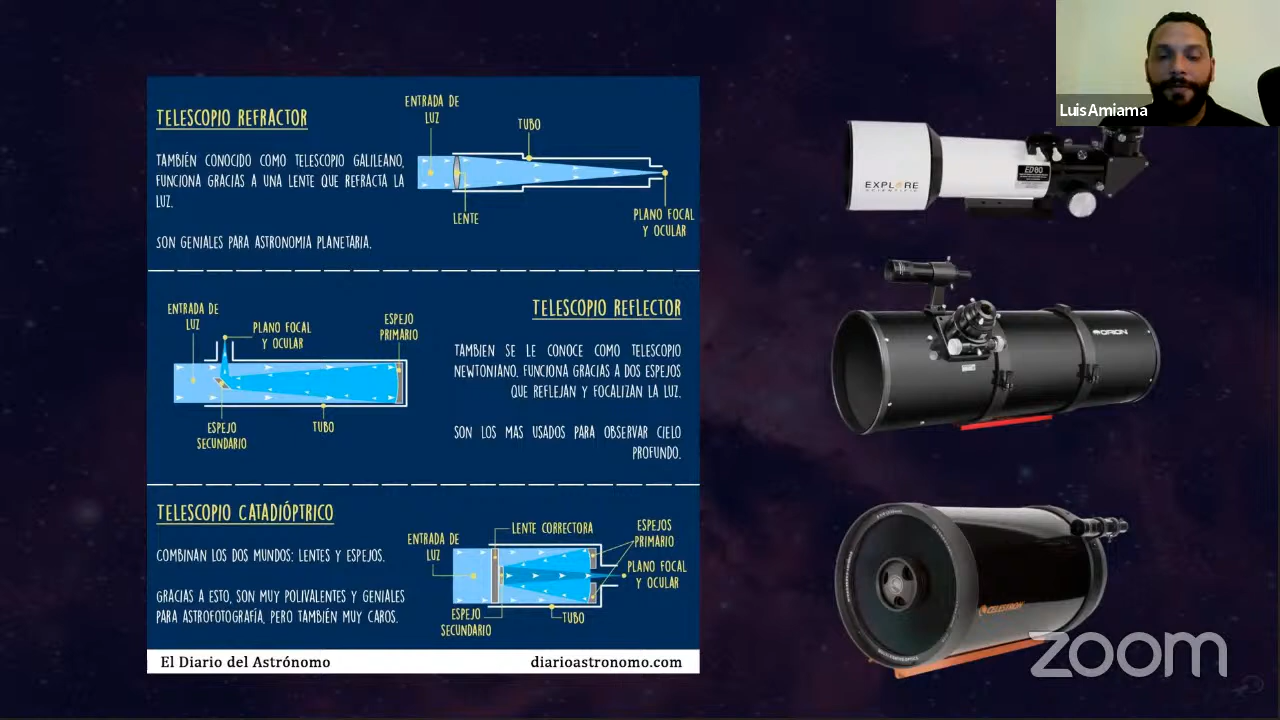 TELESCOPIO REFRACTOR
TAMBIÉN CONOCIDO COMO TELESCOPIO GALILEANO,
FUNCIONA GRACIAS A UNA LENTE QUE REFRACTA LA
LUZ.
SON GENIALES PARA ASTRONOMIA PLANETARIA.
ENTRADA DE
LUZ
TUBO
LENTE
PLANO FOCAL
Y OCULAR
ENTRADA DE
LUZ
PLANO FOCAL
Y OCULAR
ESPEJO
PRIMARIO
ESPEJO
SECUNDARIO
TUBO
TELESCOPIO REFLECTOR
TAMBIEN SE LE CONOCE COMO TELESCOPIO
NEWTONIANO. FUNCIONA GRACIAS A DOS ESPEJOS
QUE REFLEJAN Y FOCALIZAN LA LUZ.
SON LOS MAS USADOS PARA OBSERVAR CIELO
PROFUNDO.
TELESCOPIO CATADIÓPTRICO
COMBINAN LOS DOS MUNDOS: LENTES Y ESPEJOS.
GRACIAS A ESTO, SON MUY POLIVALENTES Y GENIALES
PARA ASTROFOTOGRAFÍA, PERO TAMBIÉN MUY CAROS.
ENTRADA DE
LUZ
LENTE CORRECTORA
ESPEJOS
PRIMARIO
PLANO FOCAL
Y OCULAR
ESPEJO
SECUNDARIO
TUBO
El Diario del Astrónomo
diarioastronomo.com
Luis Amiama
EXPLORE
SCIENTIFIC
ED80
ORION
CELESTRON
zoom